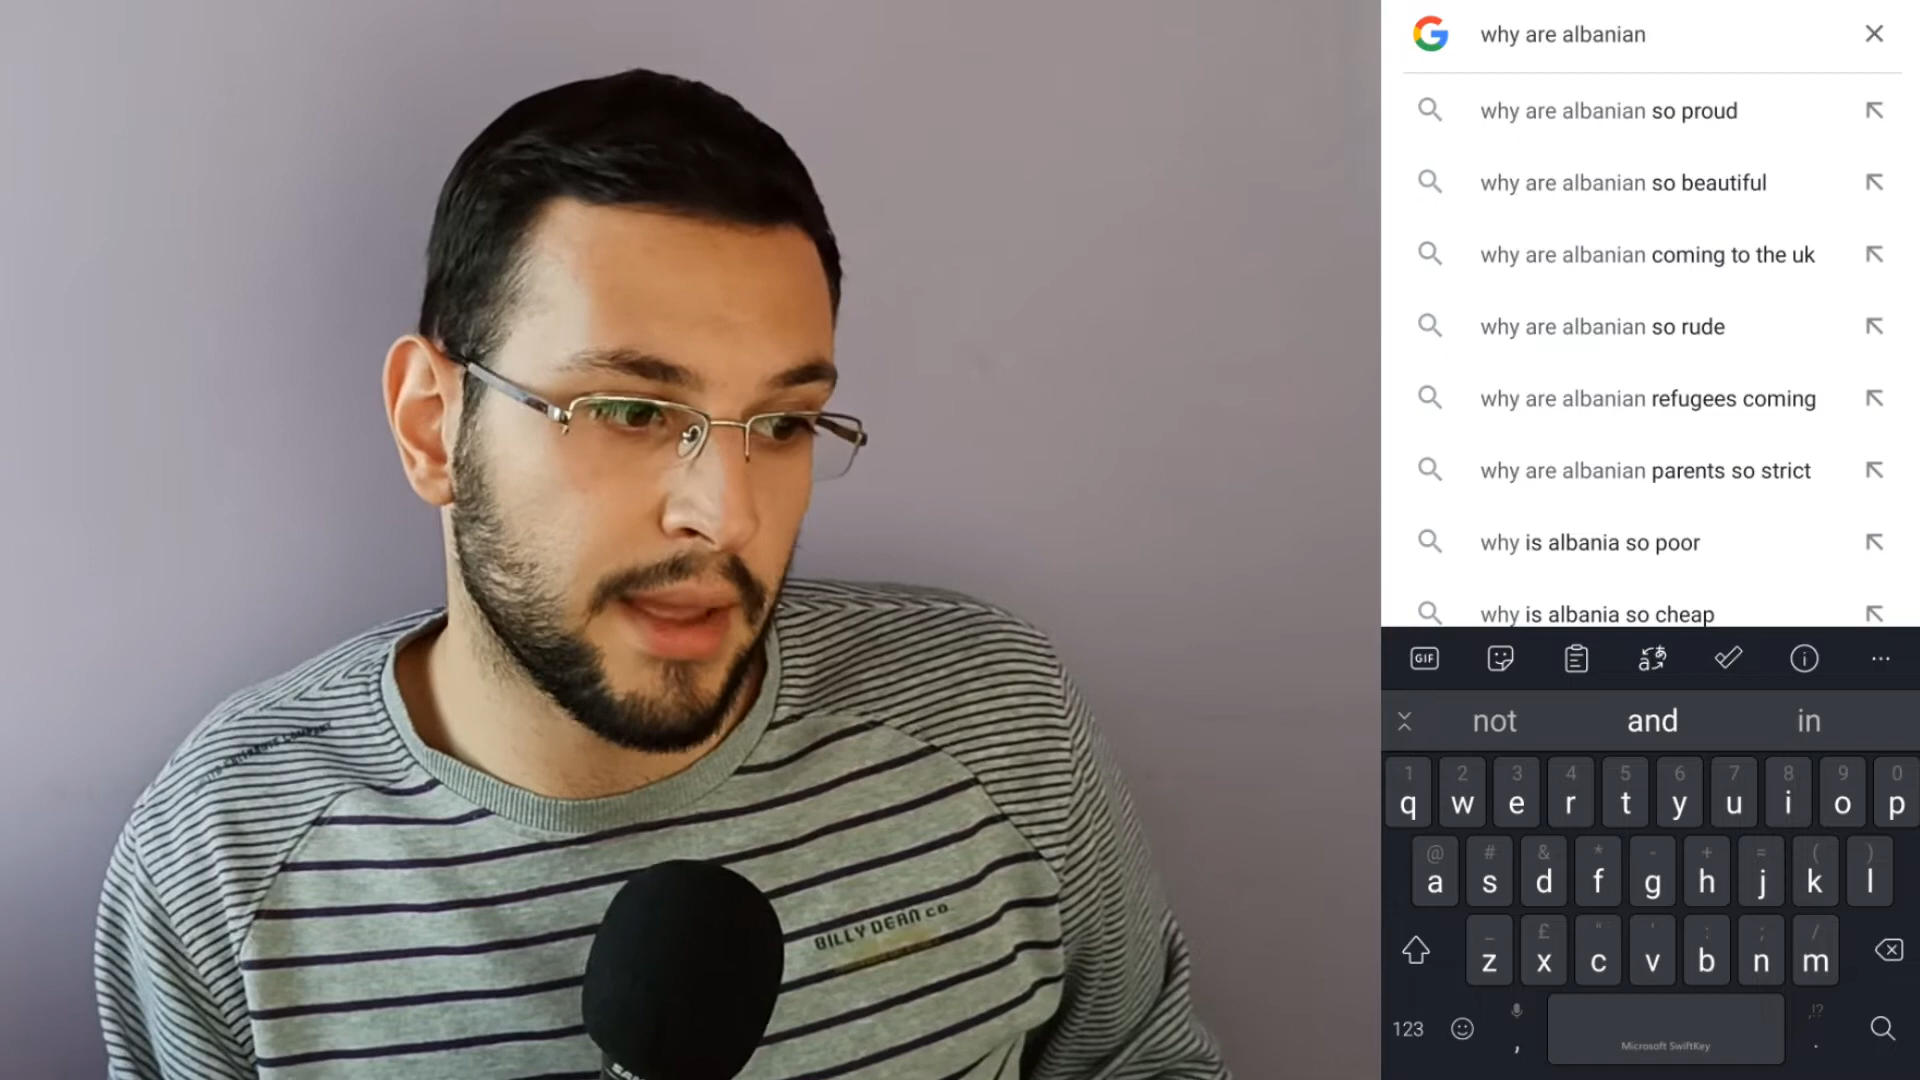 why are albanian
why are albanian so proud
why are albanian so beautiful
why are albanian coming to the uk
why are albanian so rude
why are albanian refugees coming
why are albanian parents so strict
why is albania so poor
why is albania so cheap
GIF
not and in
1 2 3 4 5 6 7 8 9 0
q w e r t y u i o p
@ # & * - + = ( )
a s d f g h j k l
_ £ " ' : ; /
z x c v b n m
123 , ,!? .
Microsoft SwiftKey
BILLY DEAN CO.